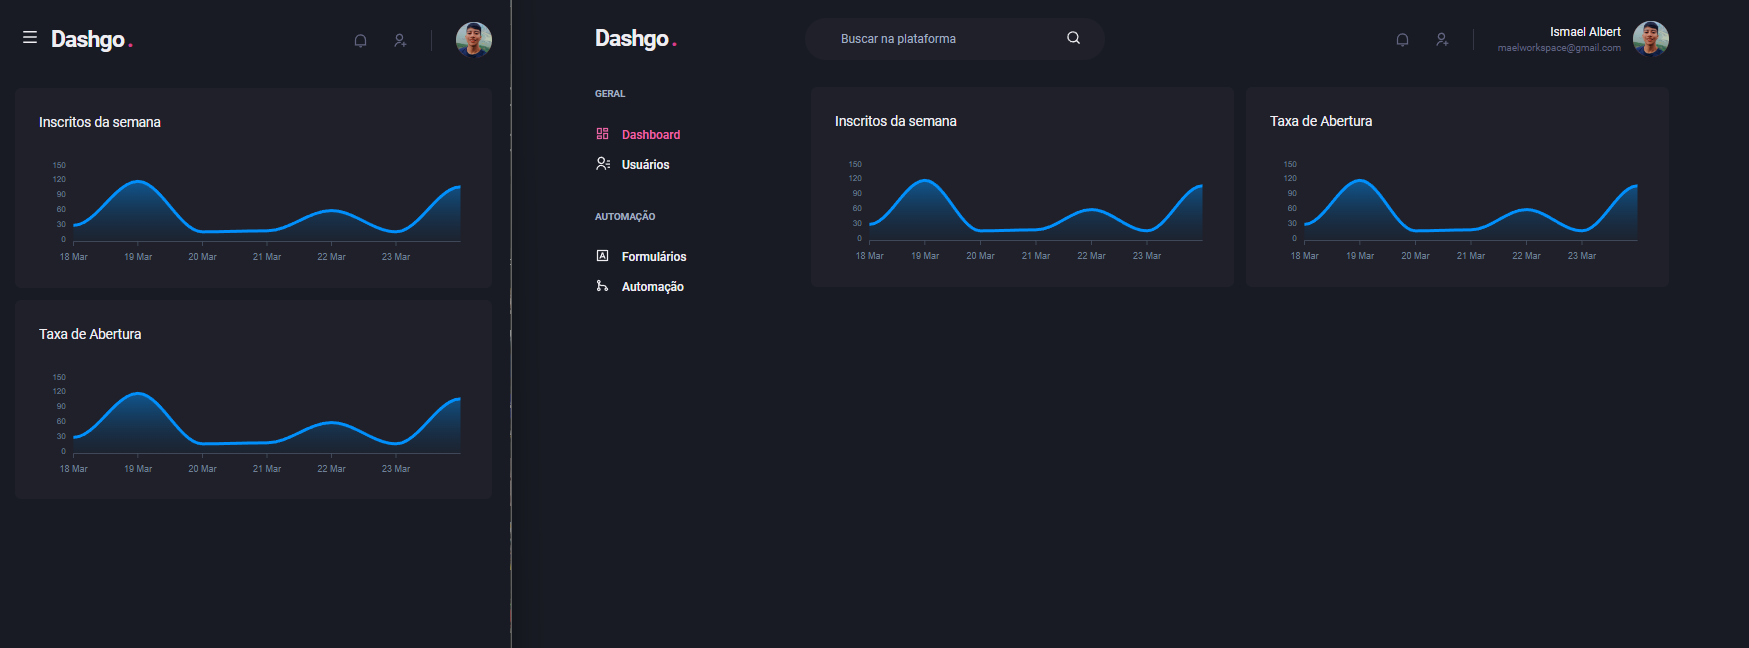 Dashgo.
Inscritos da semana
150
120
90
60
30
0
18 Mar 19 Mar 20 Mar 21 Mar 22 Mar 23 Mar
Taxa de Abertura
150
120
90
60
30
0
18 Mar 19 Mar 20 Mar 21 Mar 22 Mar 23 Mar
Dashgo.
Buscar na plataforma
Ismael Albert
maelworkspace@gmail.com
GERAL
Dashboard
Usuários
AUTOMAÇÃO
Formulários
Automação
Inscritos da semana
150
120
90
60
30
0
18 Mar 19 Mar 20 Mar 21 Mar 22 Mar 23 Mar
Taxa de Abertura
150
120
90
60
30
0
18 Mar 19 Mar 20 Mar 21 Mar 22 Mar 23 Mar